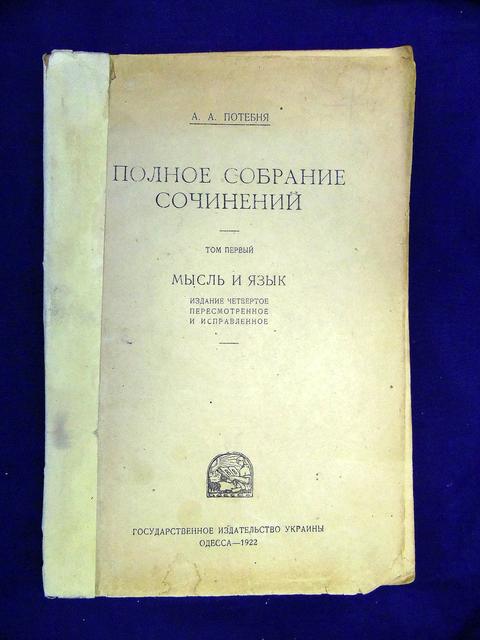 А. А. ПОТЕБНЯ
ПОЛНОЕ СОБРАНИЕ
СОЧИНЕНИЙ
ТОМ ПЕРВЫЙ
МЫСЛЬ И ЯЗЫК
ИЗДАНИЕ ЧЕТВЕРТОЕ
ПЕРЕСМОТРЕННОЕ
И ИСПРАВЛЕННОЕ
ГОСУДАРСТВЕННОЕ ИЗДАТЕЛЬСТВО УКРАИНЫ
ОДЕССА—1922